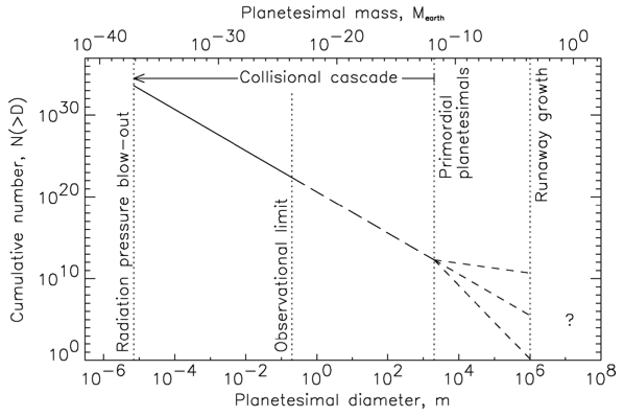 Planetesimal mass, M_earth
10^-40 10^-30 10^-20 10^-10 10^0
Collisional cascade
Cumulative number, N(>D)
10^30
10^20
10^10
10^0
Radiation pressure blow-out
Observational limit
Primordial
planetesimals
Runaway growth
?
10^-6 10^-4 10^-2 10^0 10^2 10^4 10^6 10^8
Planetesimal diameter, m